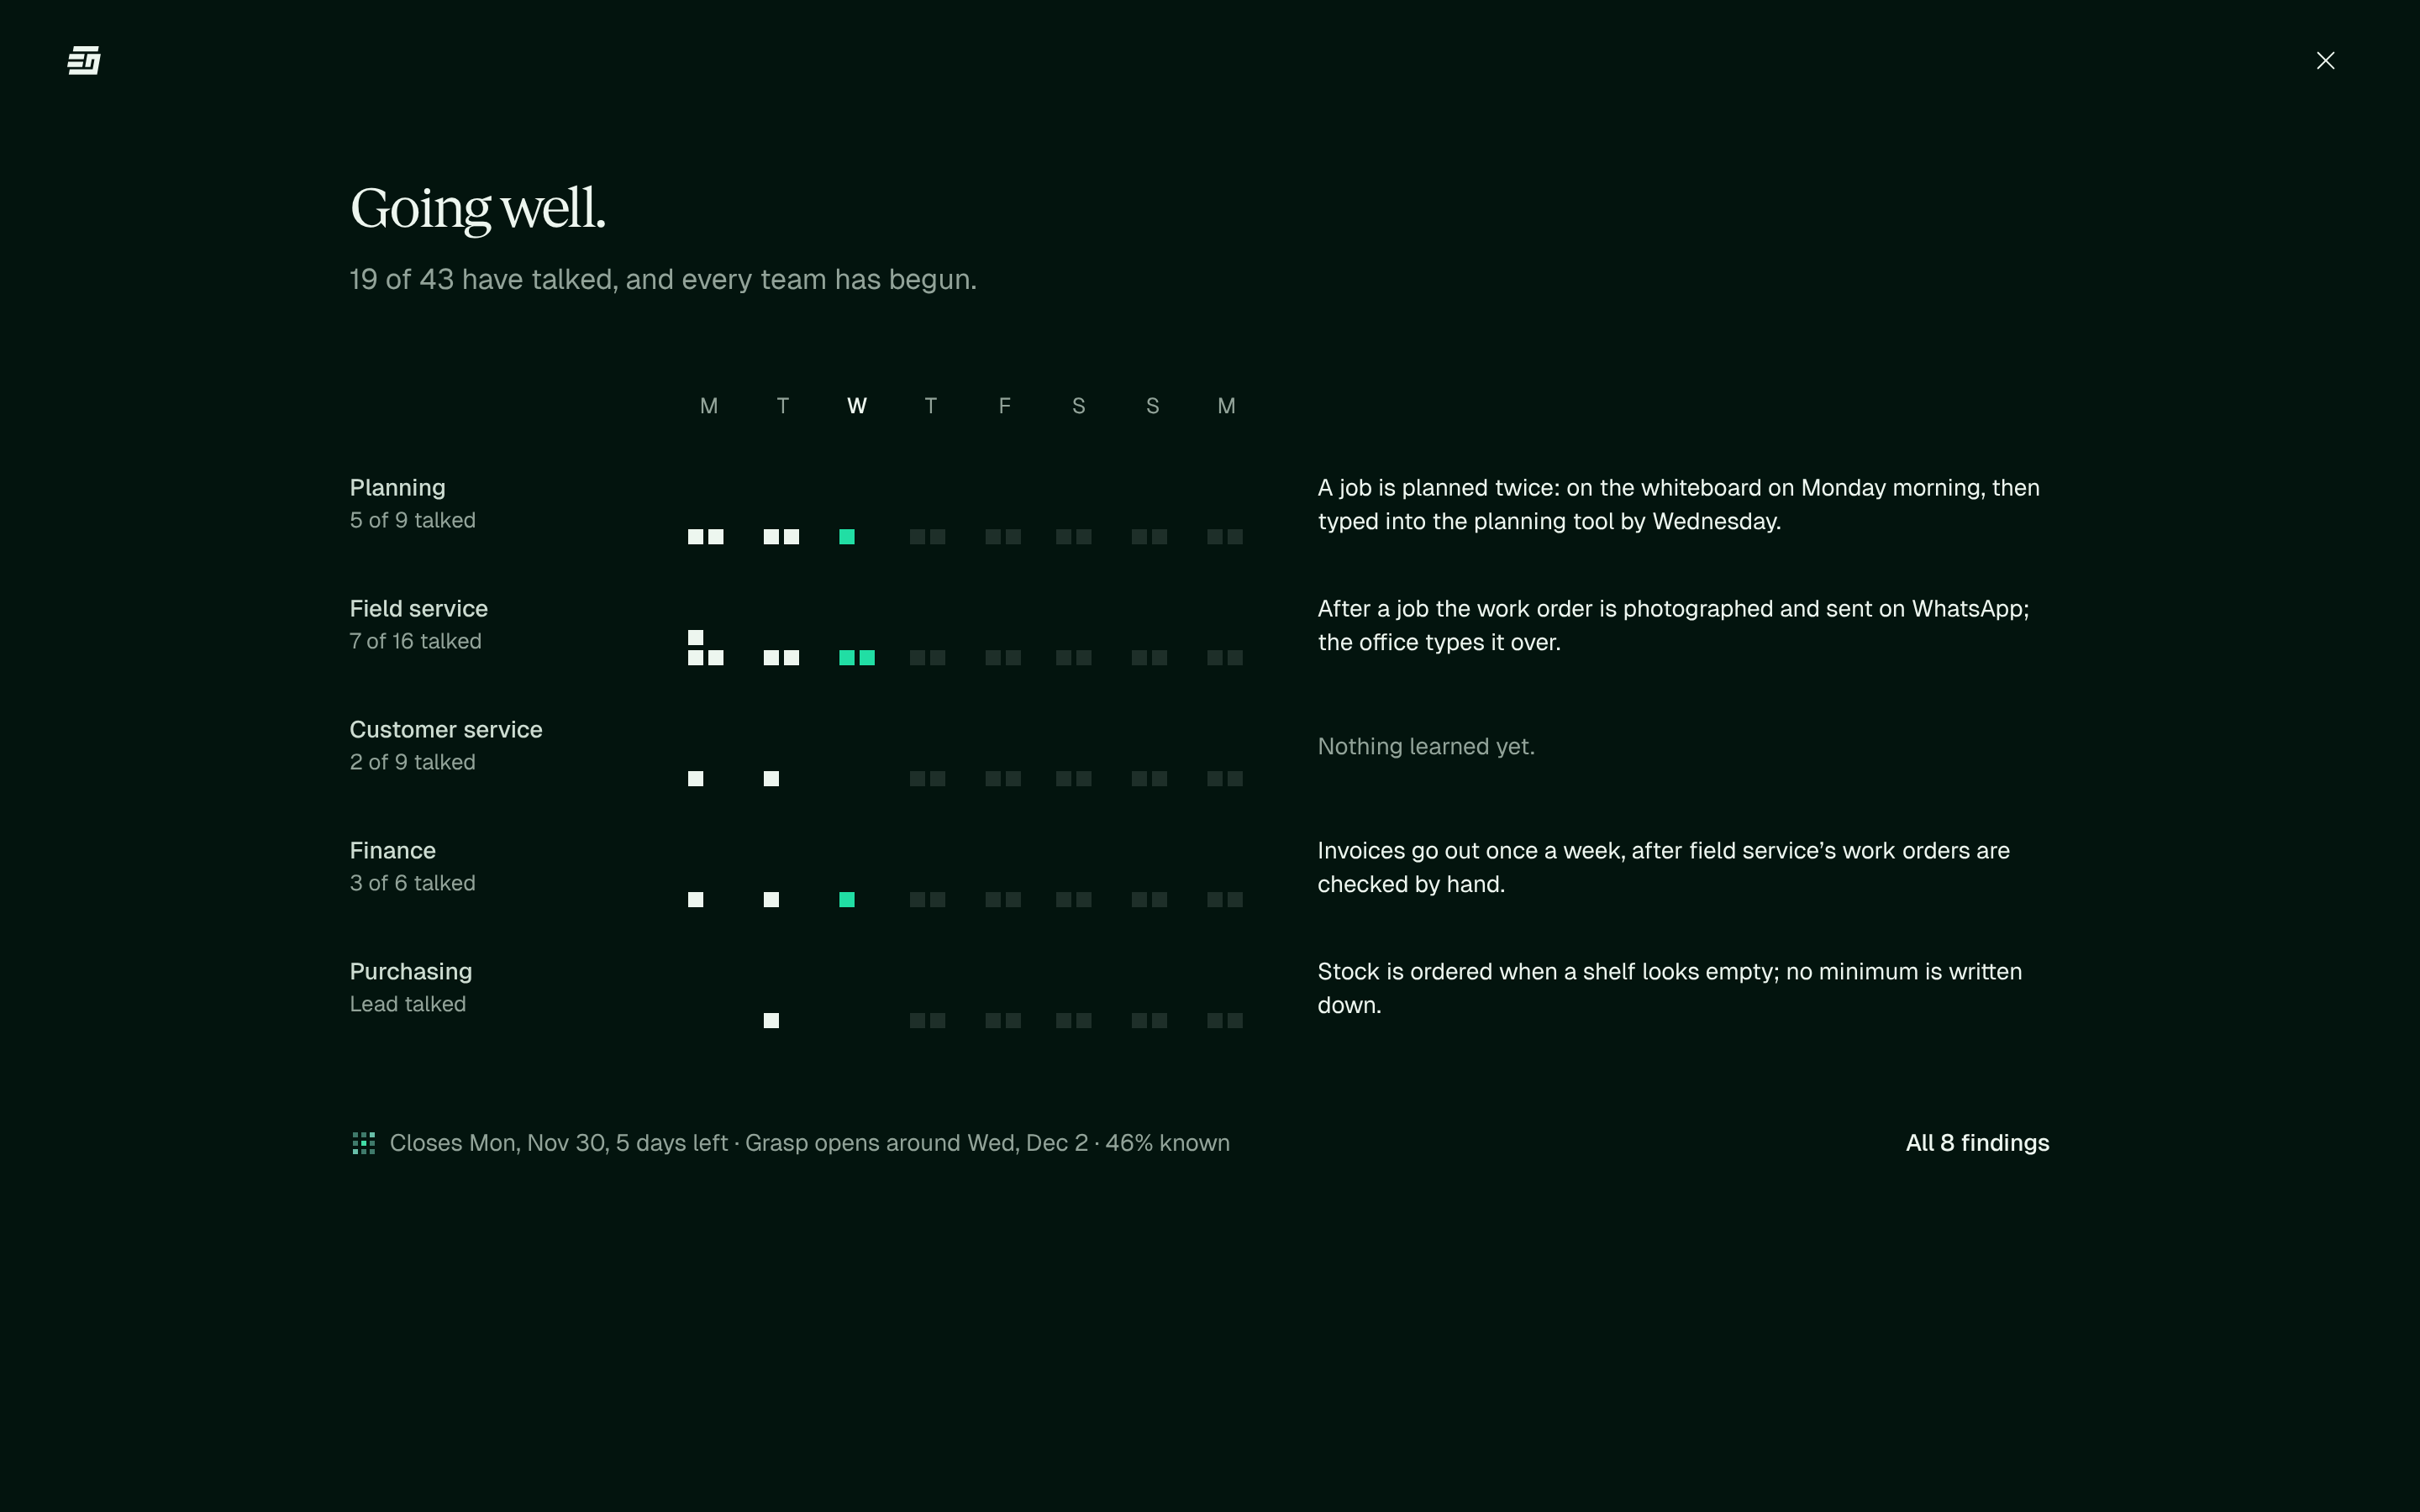 Going well.
19 of 43 have talked, and every team has begun.
M T W T F S S M
Planning
5 of 9 talked
A job is planned twice: on the whiteboard on Monday morning, then
typed into the planning tool by Wednesday.
Field service
7 of 16 talked
After a job the work order is photographed and sent on WhatsApp;
the office types it over.
Customer service
2 of 9 talked
Nothing learned yet.
Finance
3 of 6 talked
Invoices go out once a week, after field service’s work orders are
checked by hand.
Purchasing
Lead talked
Stock is ordered when a shelf looks empty; no minimum is written
down.
Closes Mon, Nov 30, 5 days left · Grasp opens around Wed, Dec 2 · 46% known
All 8 findings